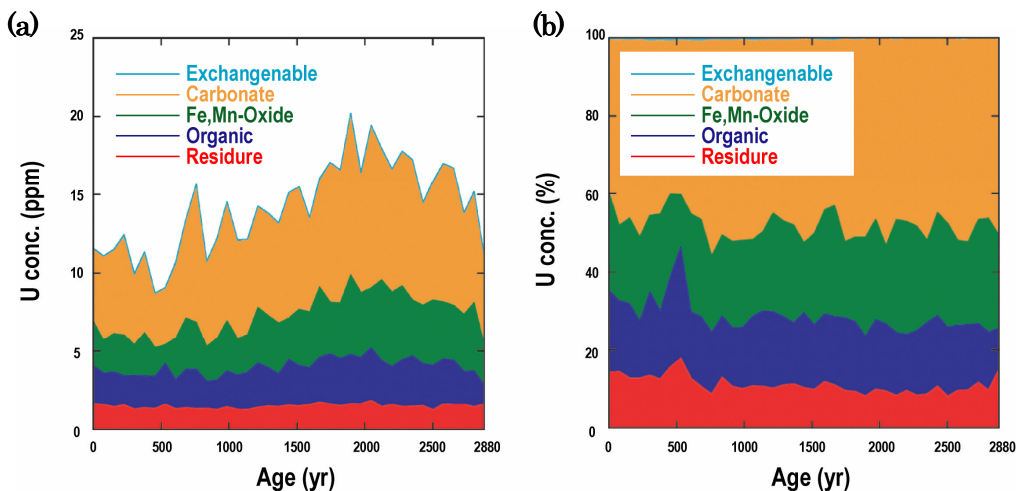 (a)
25
20
15
10
5
0
U conc. (ppm)
Exchangenable
Carbonate
Fe,Mn-Oxide
Organic
Residure
0 500 1000 1500 2000 2500 2880
Age (yr)
(b)
100
80
60
40
20
0
U conc. (%)
Exchangenable
Carbonate
Fe,Mn-Oxide
Organic
Residure
0 500 1000 1500 2000 2500 2880
Age (yr)